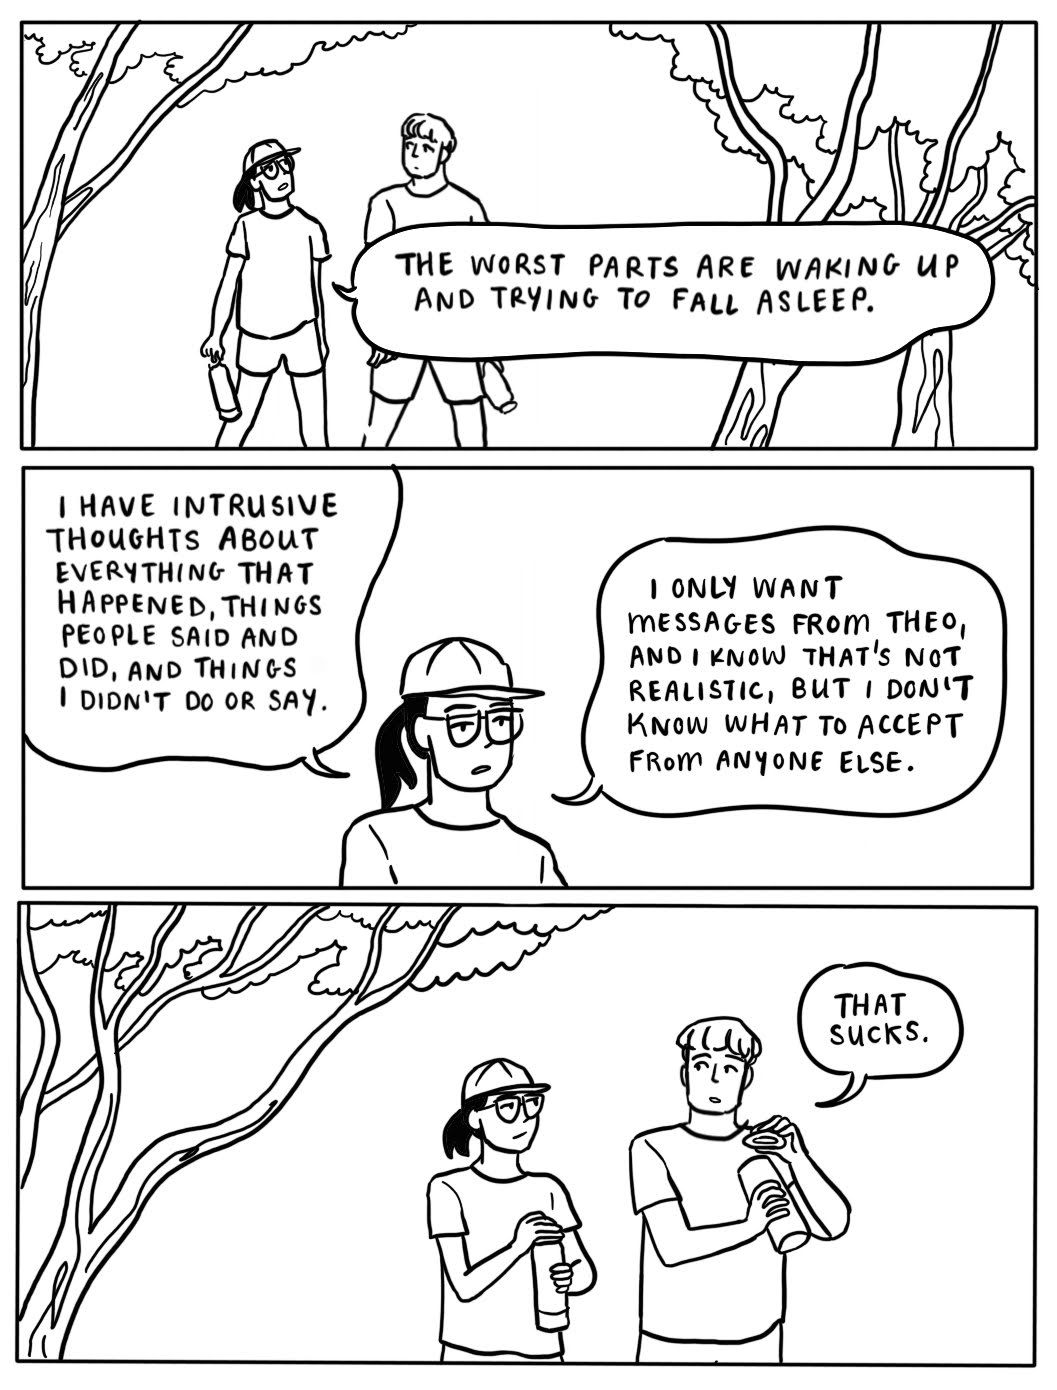 THE WORST PARTS ARE WAKING UP
AND TRYING TO FALL ASLEEP.
I HAVE INTRUSIVE
THOUGHTS ABOUT
EVERYTHING THAT
HAPPENED, THINGS
PEOPLE SAID AND
DID, AND THINGS
I DIDN'T DO OR SAY.
I ONLY WANT
MESSAGES FROM THEO,
AND I KNOW THAT'S NOT
REALISTIC, BUT I DON'T
KNOW WHAT TO ACCEPT
FROM ANYONE ELSE.
THAT
SUCKS.